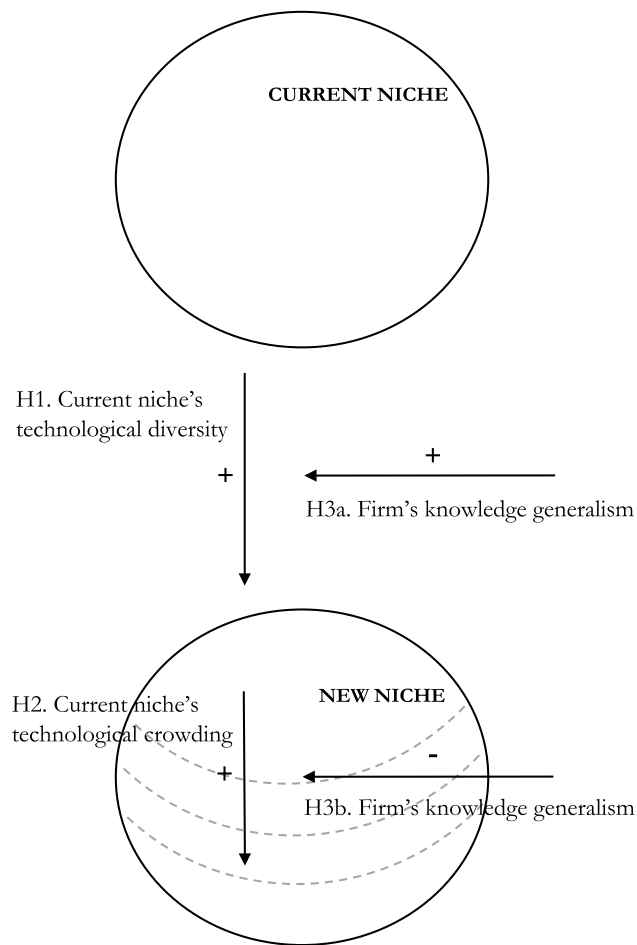 CURRENT NICHE
H1. Current niche’s
technological diversity
+
+
H3a. Firm’s knowledge generalism
NEW NICHE
H2. Current niche’s
technological crowding
+
-
H3b. Firm’s knowledge generalism